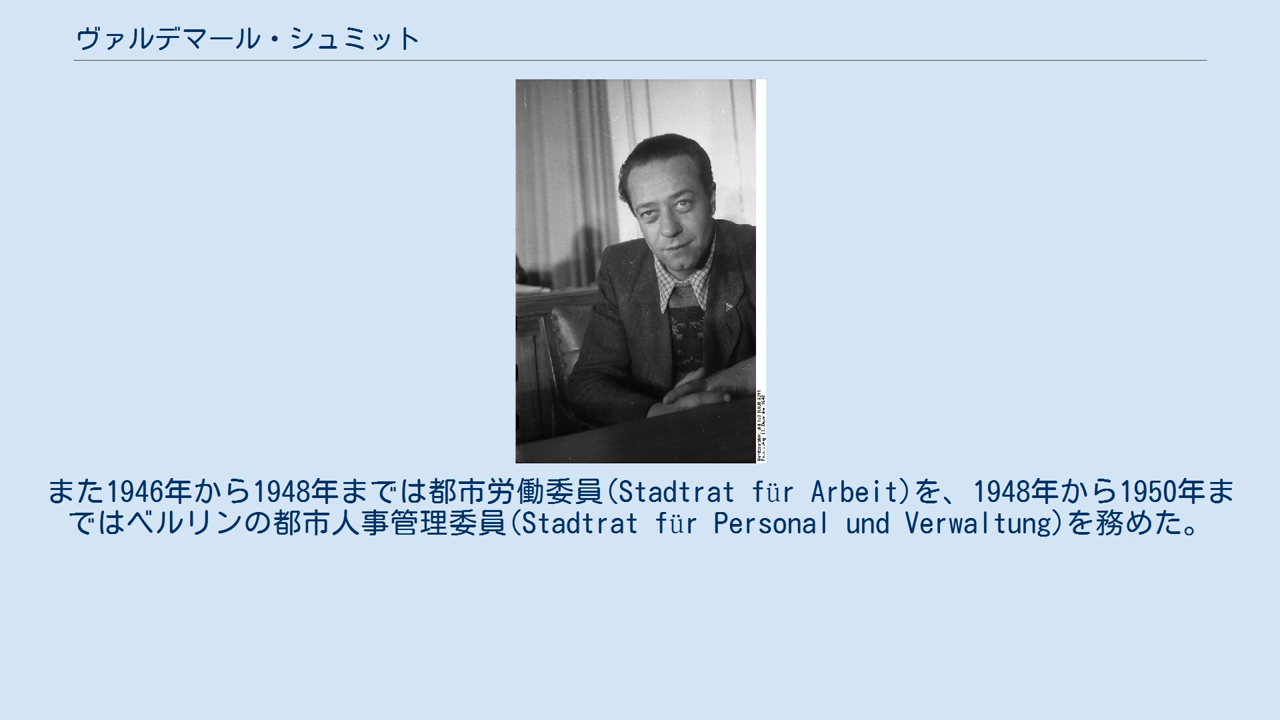 ヴァルデマール・シュミット
また1946年から1948年までは都市労働委員(Stadtrat für Arbeit)を、1948年から1950年ま
ではベルリンの都市人事管理委員(Stadtrat für Personal und Verwaltung)を務めた。